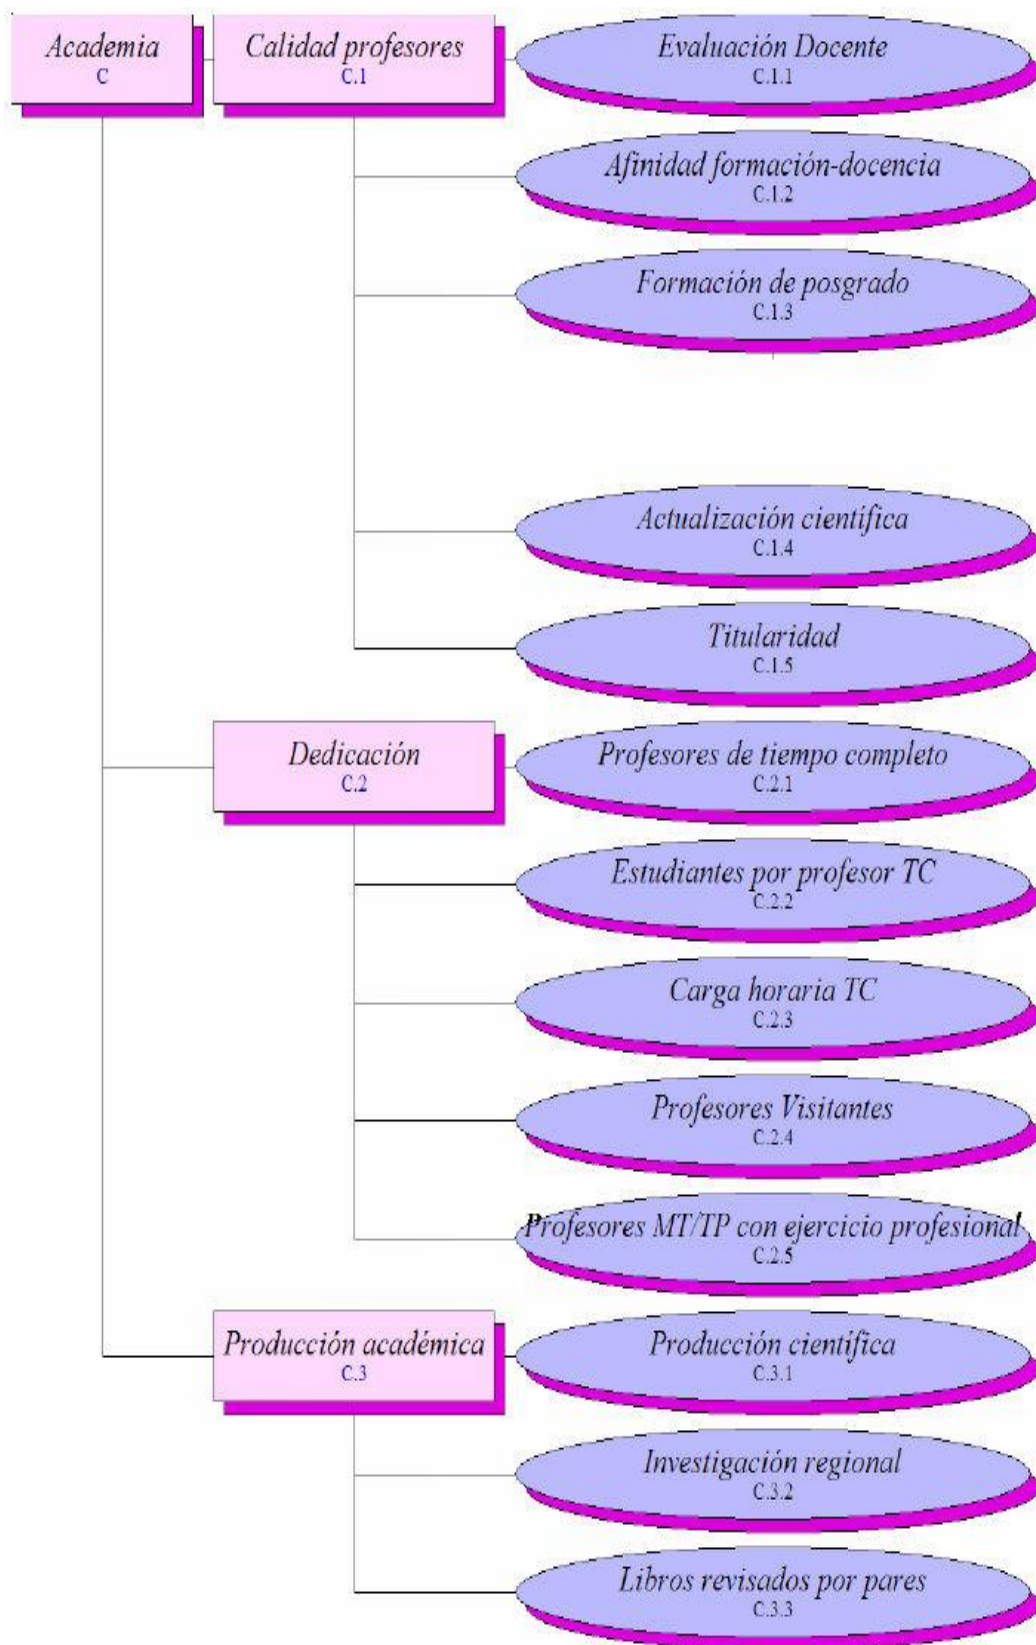 Academia
C
Calidad profesores
C.1
Evaluación Docente
C.1.1
Afinidad formación-docencia
C.1.2
Formación de posgrado
C.1.3
Actualización científica
C.1.4
Titularidad
C.1.5
Dedicación
C.2
Profesores de tiempo completo
C.2.1
Estudiantes por profesor TC
C.2.2
Carga horaria TC
C.2.3
Profesores Visitantes
C.2.4
Profesores MT/TP con ejercicio profesional
C.2.5
Producción académica
C.3
Producción científica
C.3.1
Investigación regional
C.3.2
Libros revisados por pares
C.3.3